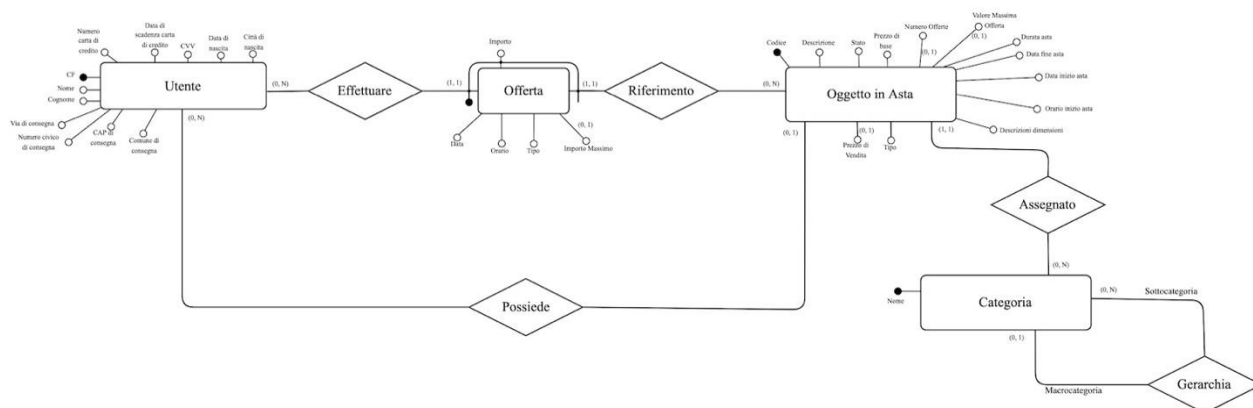 Numero
carta di
credito
Data di
scadenza carta
di credito
CVV
Data di
nascita
Città di
nascita
CF
Nome
Cognome
Utente
(0, N)
(0, N)
Via di consegna
Numero civico
di consegna
CAP di
consegna
Comune di
consegna
Effettuare
Importo
(1, 1)
Offerta
(1, 1)
(0, 1)
Data
Orario
Tipo
Importo Massimo
Riferimento
(0, N)
Codice
Descrizione
Stato
Prezzo di
base
Numero Offerte
(0, 1)
Valore Massima
Offerta
(0, 1)
Durata asta
Data fine asta
Data inizio asta
Orario inizio asta
Descrizioni dimensioni
Oggetto in Asta
(0, 1)
(0, 1)
Prezzo di
Vendita
Tipo
(1, 1)
Assegnato
(0, N)
Possiede
Nome
Categoria
(0, N)
Sottocategoria
(0, 1)
Macrocategoria
Gerarchia